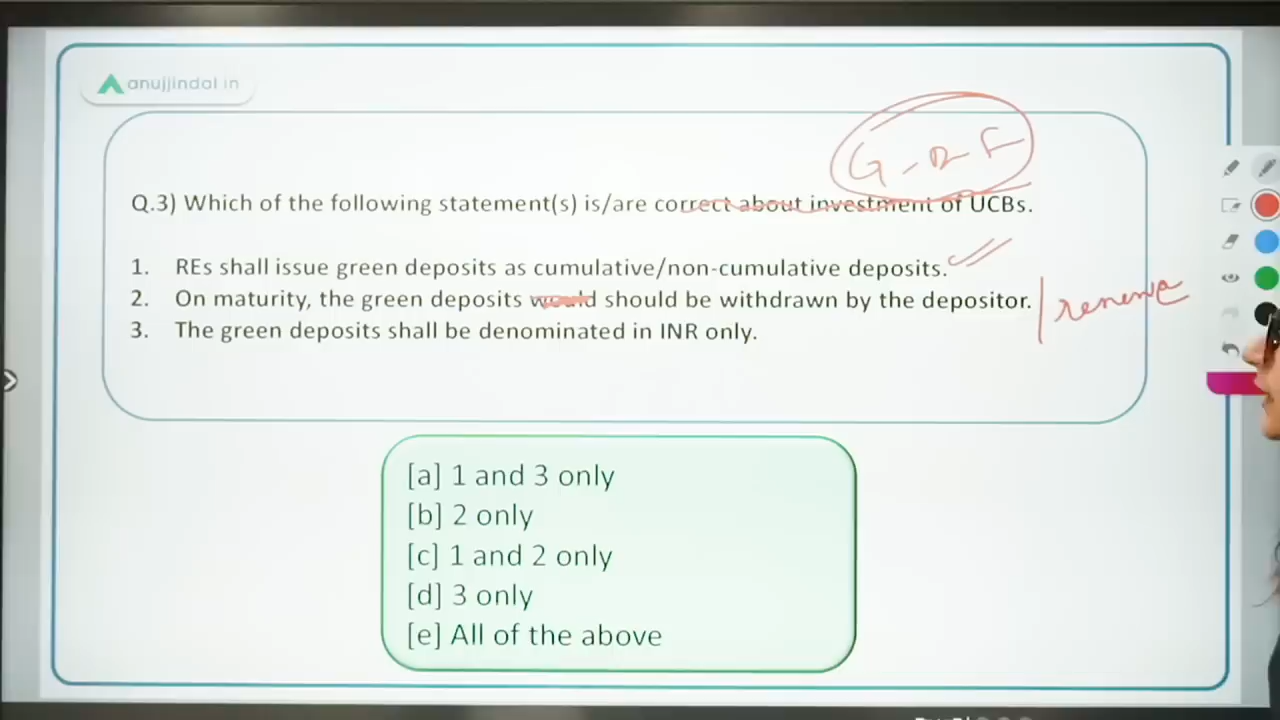 anujjindal.in
G-DF
Q.3) Which of the following statement(s) is/are correct about investment of UCBs.
1. REs shall issue green deposits as cumulative/non-cumulative deposits.
2. On maturity, the green deposits would should be withdrawn by the depositor. / renewe
3. The green deposits shall be denominated in INR only.
[a] 1 and 3 only
[b] 2 only
[c] 1 and 2 only
[d] 3 only
[e] All of the above